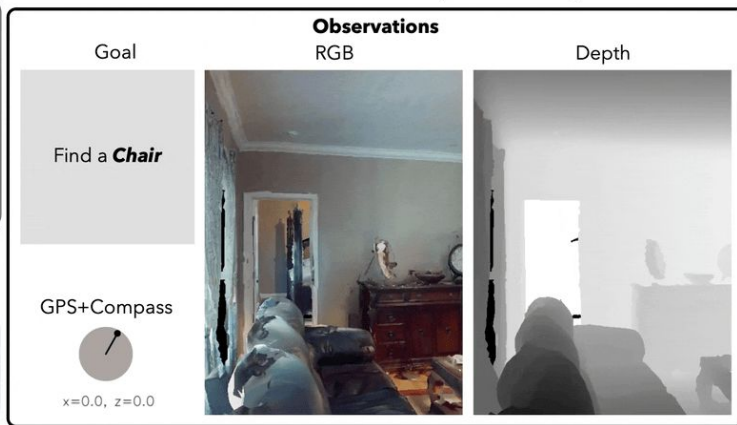 Observations
Goal
RGB
Depth
Find a Chair
GPS+Compass
x=0.0, z=0.0